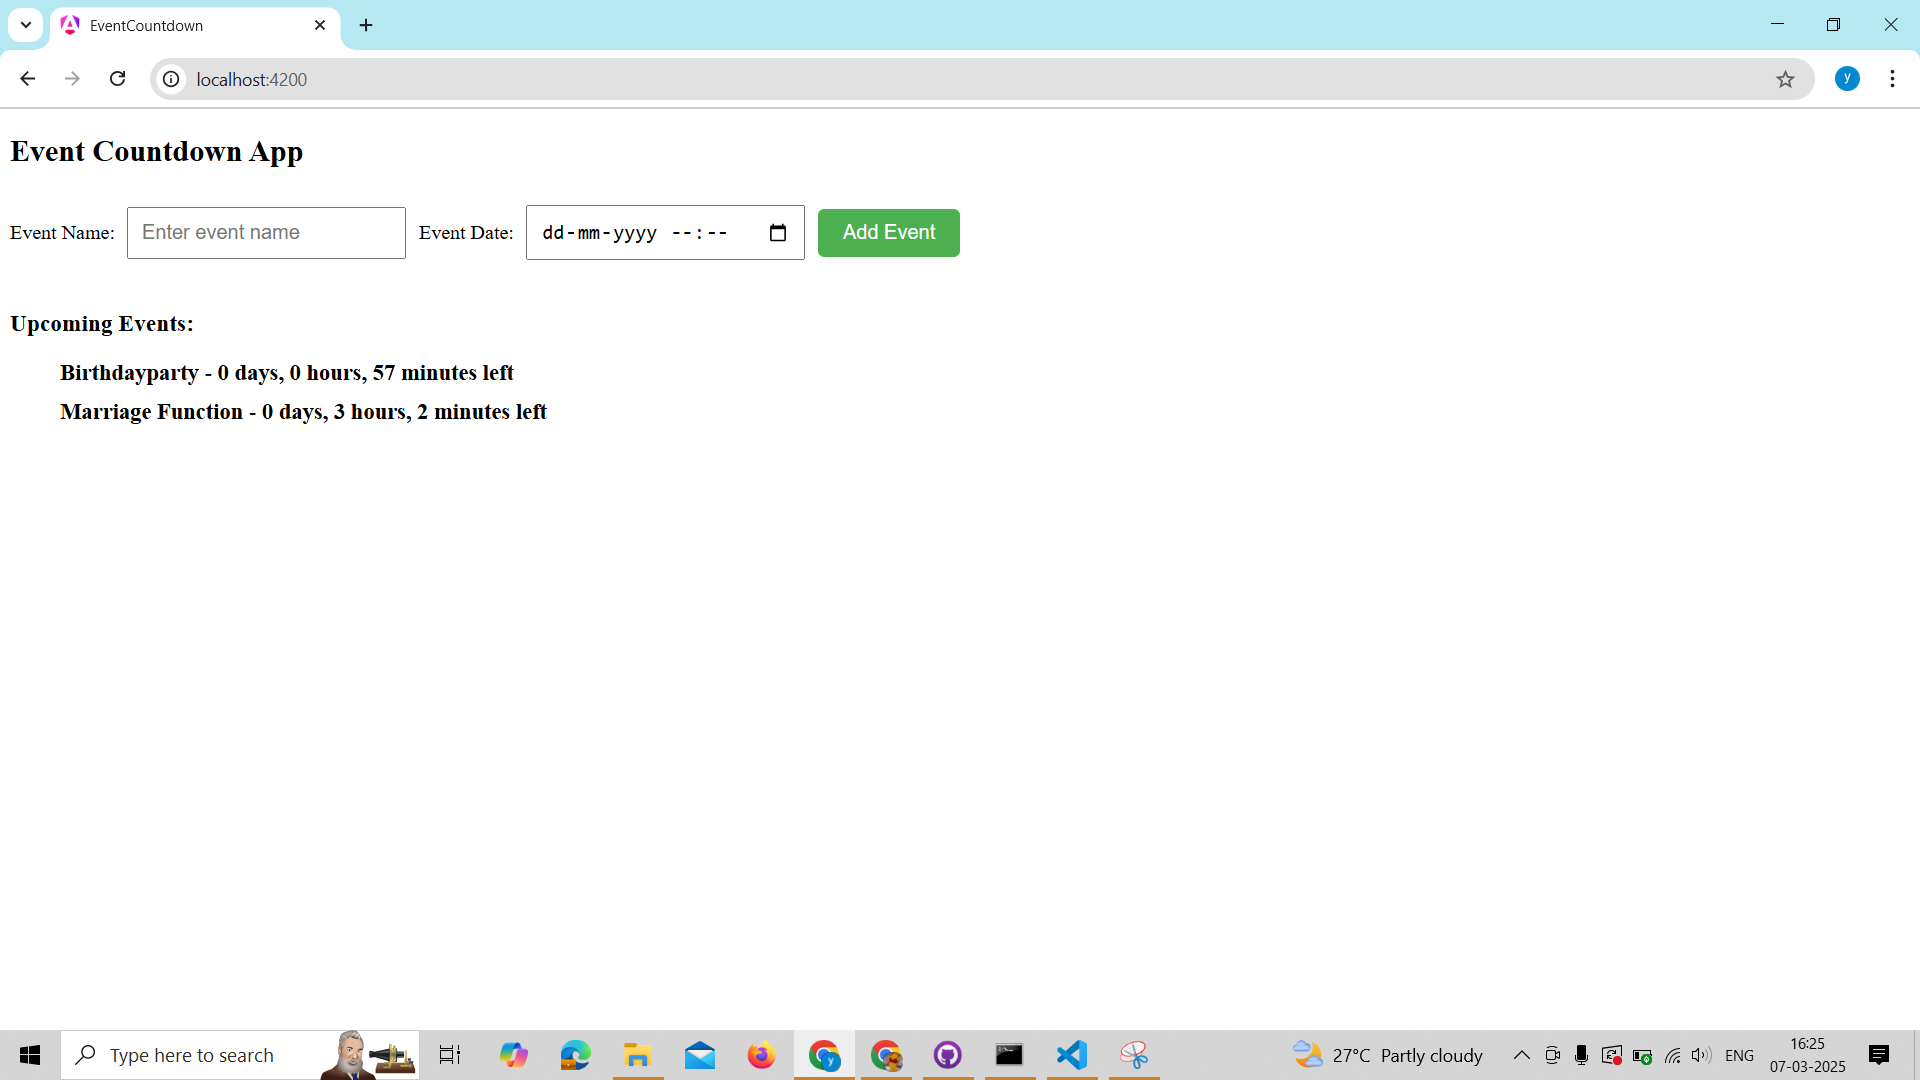 EventCountdown
localhost:4200
y
Event Countdown App
Event Name: Enter event name Event Date: dd-mm-yyyy --:-- Add Event
Upcoming Events:
Birthdayparty - 0 days, 0 hours, 57 minutes left
Marriage Function - 0 days, 3 hours, 2 minutes left
Type here to search
y
27°C Partly cloudy
ENG
16:25
07-03-2025